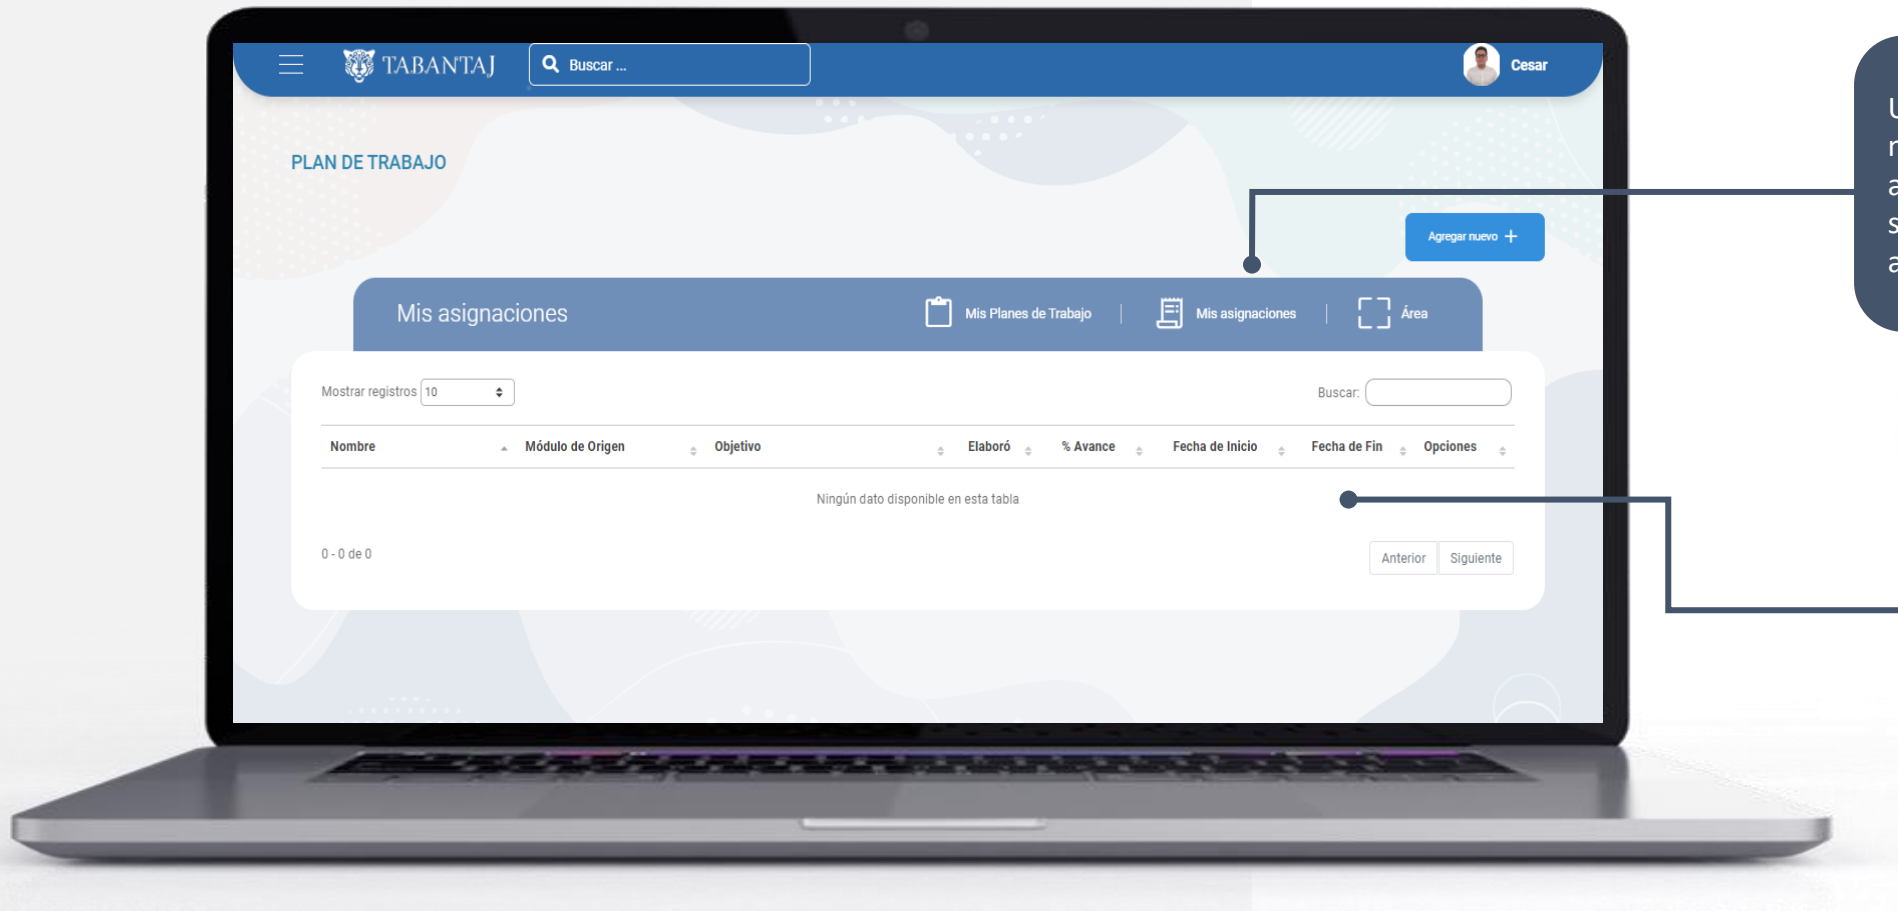 TABANTAJ
Buscar ...
Cesar
PLAN DE TRABAJO
Agregar nuevo +
Mis asignaciones
Mis Planes de Trabajo
Mis asignaciones
Área
Mostrar registros 10
Buscar:
Nombre Módulo de Origen Objetivo Elaboró % Avance Fecha de Inicio Fecha de Fin Opciones
Ningún dato disponible en esta tabla
0 - 0 de 0
Anterior Siguiente